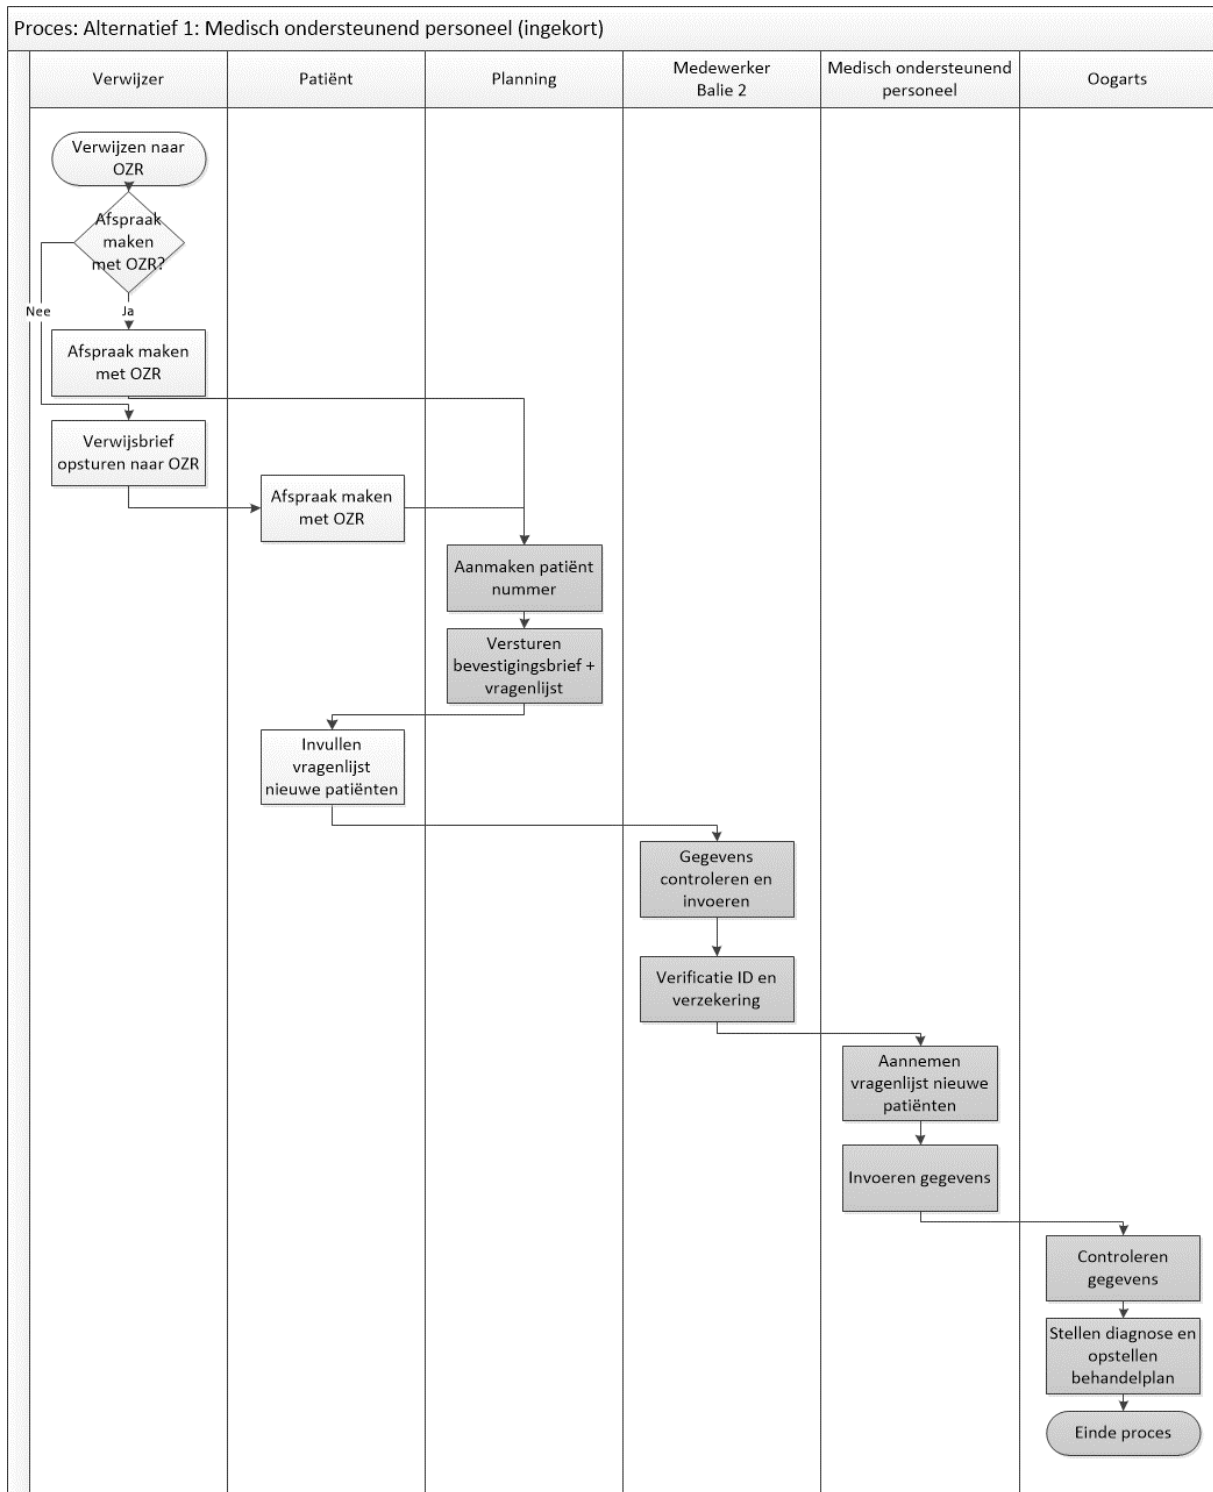 Proces: Alternatief 1: Medisch ondersteunend personeel (ingekort)
Verwijzer
Patiënt
Planning
Medewerker
Balie 2
Medisch ondersteunend
personeel
Oogarts
Verwijzen naar
OZR
Afspraak
maken
met OZR?
Nee
Ja
Afspraak maken
met OZR
Verwijsbrief
opsturen naar OZR
Afspraak maken
met OZR
Aanmaken patiënt
nummer
Versturen
bevestigingsbrief +
vragenlijst
Invullen
vragenlijst
nieuwe patiënten
Gegevens
controleren en
invoeren
Verificatie ID en
verzekering
Aannemen
vragenlijst nieuwe
patiënten
Invoeren gegevens
Controleren
gegevens
Stellen diagnose en
opstellen
behandelplan
Einde proces